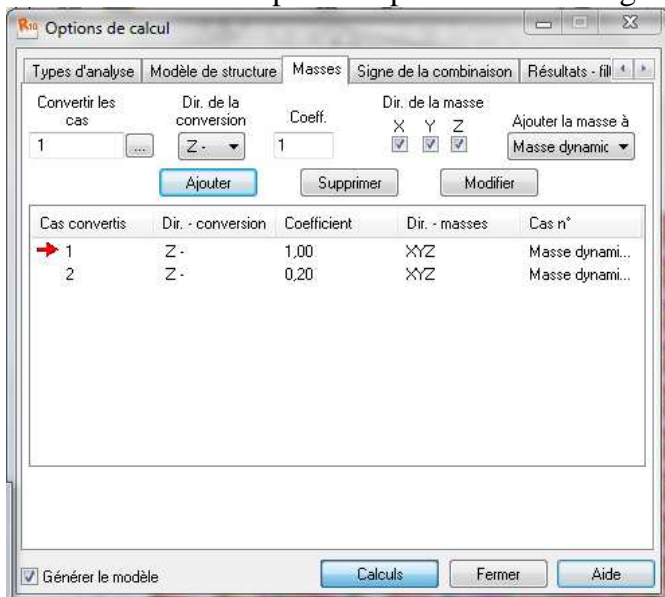 R10 Options de calcul
Types d'analyse Modèle de structure Masses Signe de la combinaison Résultats - fil
Convertir les cas Dir. de la conversion Coeff. Dir. de la masse X Y Z Ajouter la masse à
1 ... Z - 1 Masse dynamic
Ajouter Supprimer Modifier
Cas convertis Dir. - conversion Coefficient Dir. - masses Cas n°
1 Z - 1,00 XYZ Masse dynami...
2 Z - 0,20 XYZ Masse dynami...
Générer le modèle Calculs Fermer Aide